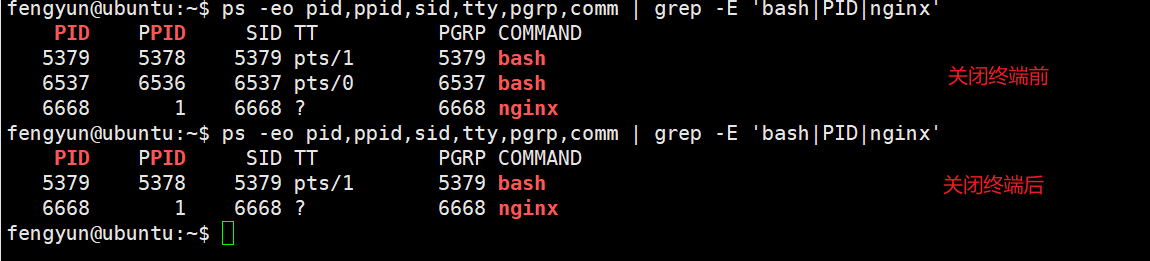 fengyun@ubuntu:~$ ps -eo pid,ppid,sid,tty,pgrp,comm | grep -E 'bash|PID|nginx'
PID PPID SID TT PGRP COMMAND
5379 5378 5379 pts/1 5379 bash
6537 6536 6537 pts/0 6537 bash
关闭终端前
6668 1 6668 ? 6668 nginx
fengyun@ubuntu:~$ ps -eo pid,ppid,sid,tty,pgrp,comm | grep -E 'bash|PID|nginx'
PID PPID SID TT PGRP COMMAND
5379 5378 5379 pts/1 5379 bash
关闭终端后
6668 1 6668 ? 6668 nginx
fengyun@ubuntu:~$